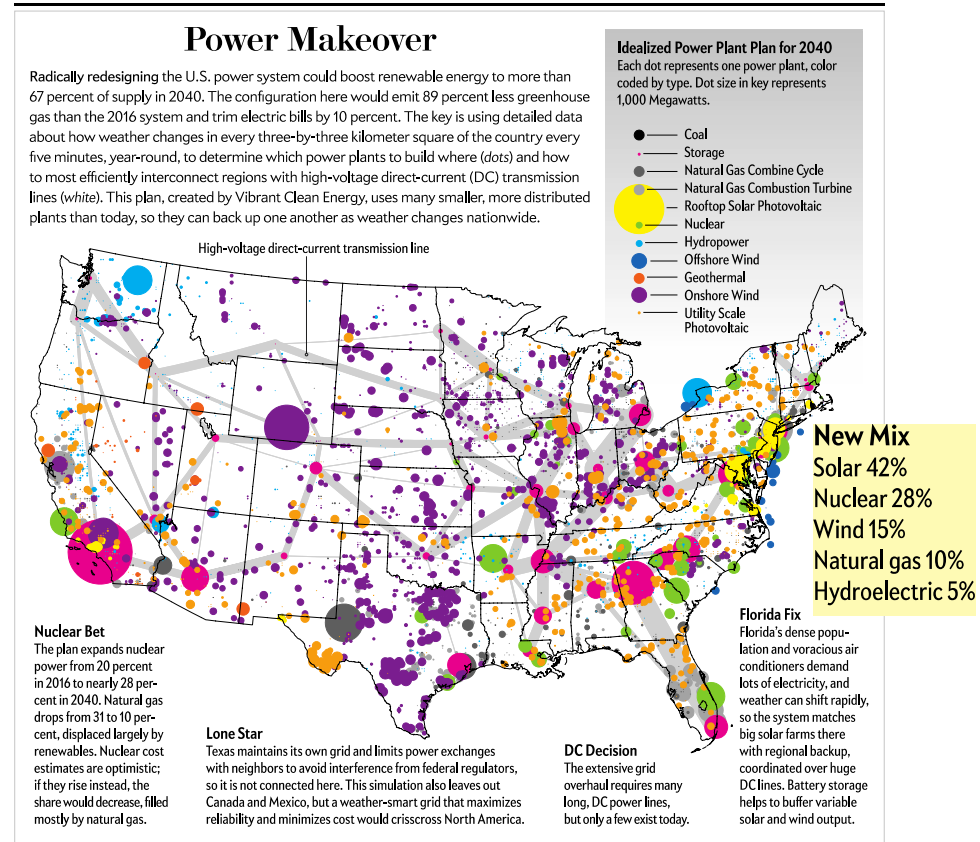 Power Makeover
Radically redesigning the U.S. power system could boost renewable energy to more than
67 percent of supply in 2040. The configuration here would emit 89 percent less greenhouse
gas than the 2016 system and trim electric bills by 10 percent. The key is using detailed data
about how weather changes in every three-by-three kilometer square of the country every
five minutes, year-round, to determine which power plants to build where (dots) and how
to most efficiently interconnect regions with high-voltage direct-current (DC) transmission
lines (white). This plan, created by Vibrant Clean Energy, uses many smaller, more distributed
plants than today, so they can back up one another as weather changes nationwide.
Idealized Power Plant Plan for 2040
Each dot represents one power plant, color
coded by type. Dot size in key represents
1,000 Megawatts.
Coal
Storage
Natural Gas Combine Cycle
Natural Gas Combustion Turbine
Rooftop Solar Photovoltaic
Nuclear
Hydropower
Offshore Wind
Geothermal
Onshore Wind
Utility Scale
Photovoltaic
High-voltage direct-current transmission line
New Mix
Solar 42%
Nuclear 28%
Wind 15%
Natural gas 10%
Hydroelectric 5%
Nuclear Bet
The plan expands nuclear
power from 20 percent
in 2016 to nearly 28 per-
cent in 2040. Natural gas
drops from 31 to 10 per-
cent, displaced largely by
renewables. Nuclear cost
estimates are optimistic;
if they rise instead, the
share would decrease, filled
mostly by natural gas.
Lone Star
Texas maintains its own grid and limits power exchanges
with neighbors to avoid interference from federal regulators,
so it is not connected here. This simulation also leaves out
Canada and Mexico, but a weather-smart grid that maximizes
reliability and minimizes cost would crisscross North America.
DC Decision
The extensive grid
overhaul requires many
long, DC power lines,
but only a few exist today.
Florida Fix
Florida's dense popu-
lation and voracious air
conditioners demand
lots of electricity, and
weather can shift rapidly,
so the system matches
big solar farms there
with regional backup,
coordinated over huge
DC lines. Battery storage
helps to buffer variable
solar and wind output.